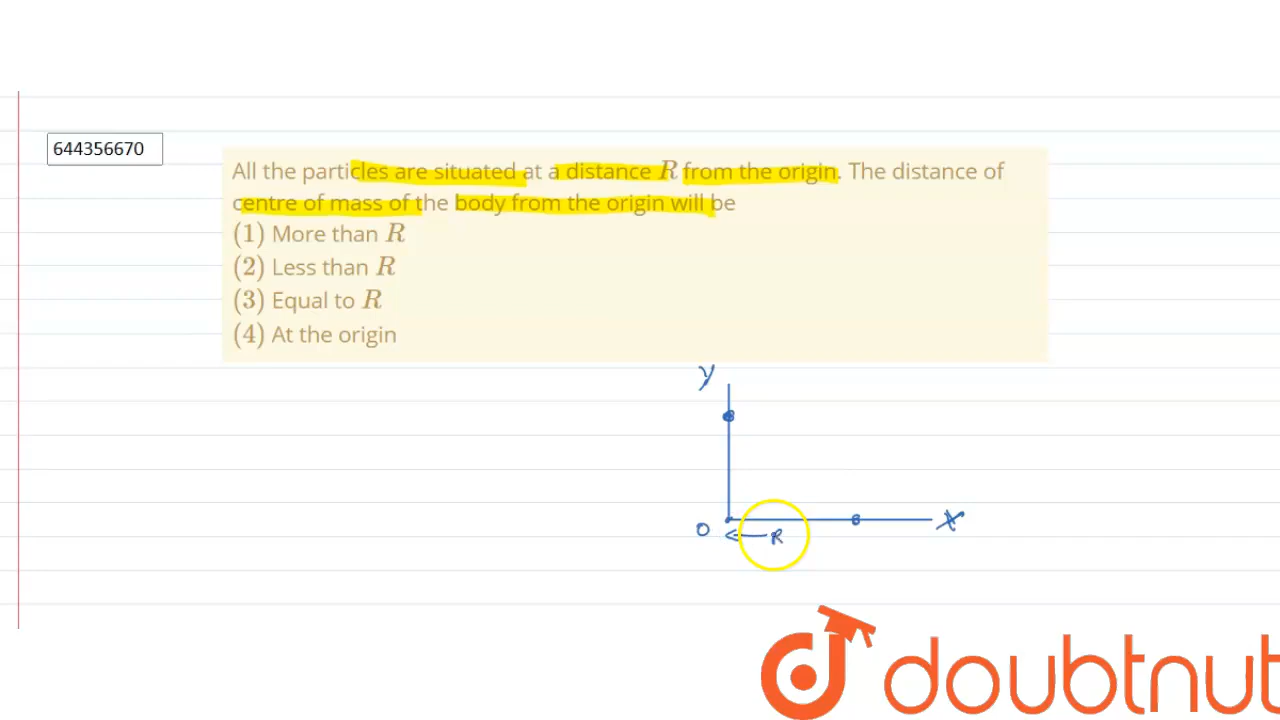 644356670
All the particles are situated at a distance R from the origin. The distance of
centre of mass of the body from the origin will be
(1) More than R
(2) Less than R
(3) Equal to R
(4) At the origin
y
O
R
X
doubtnut